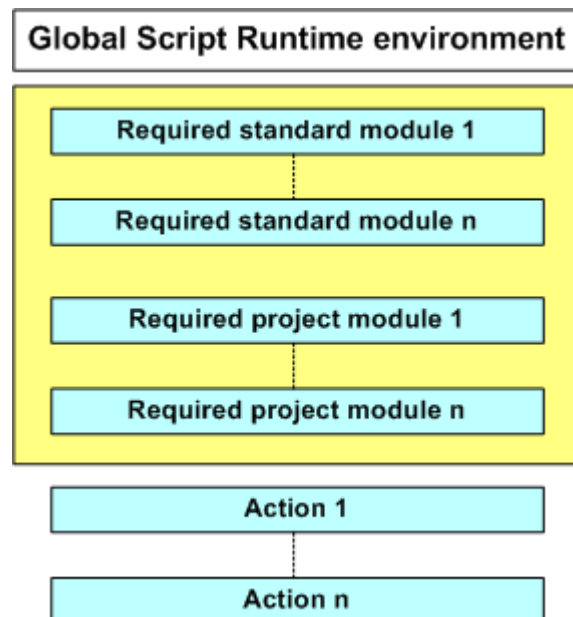 Global Script Runtime environment
Required standard module 1
Required standard module n
Required project module 1
Required project module n
Action 1
Action n